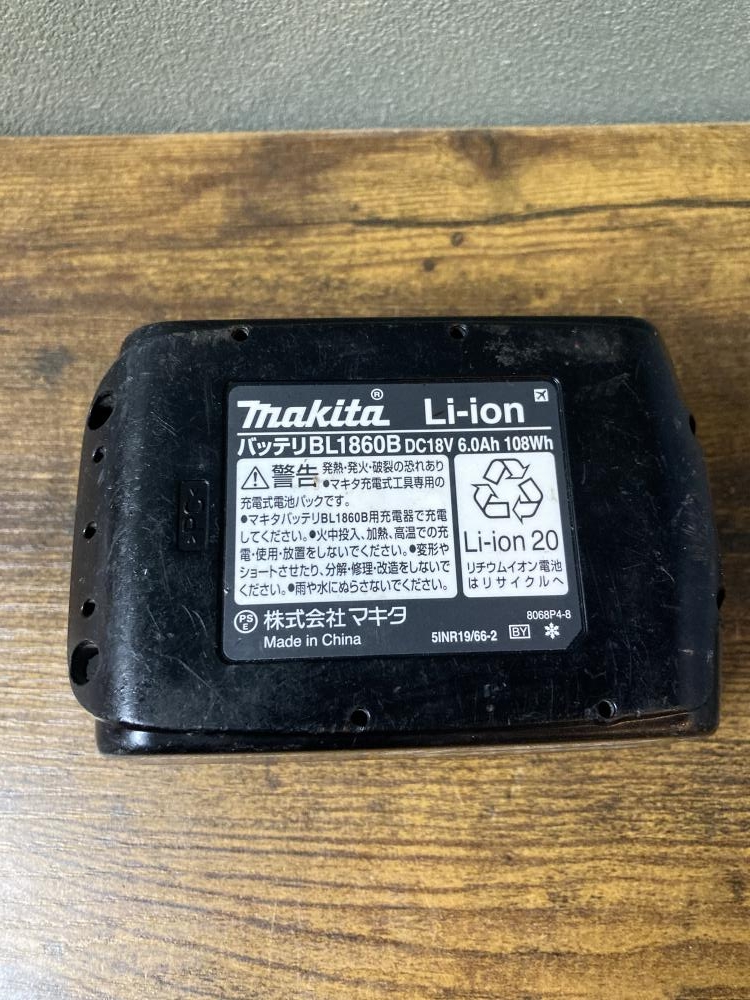 makita® Li-ion
バッテリBL1860B DC18V 6.0Ah 108Wh
警告 発熱・発火・破裂の恐れあり
●マキタ充電式工具専用の
充電式電池パックです。
●マキタバッテリBL1860B用充電器で充電
してください。●火中投入、加熱、高温での充
電・使用・放置をしないでください。●変形や
ショートさせたり、分解・修理・改造をしないで
ください。●雨や水にぬらさないでください。
Li-ion 20
リチウムイオン電池
はリサイクルへ
PSE 株式会社マキタ
8068P4-8
Made in China
5INR19/66-2 BY
>PC<